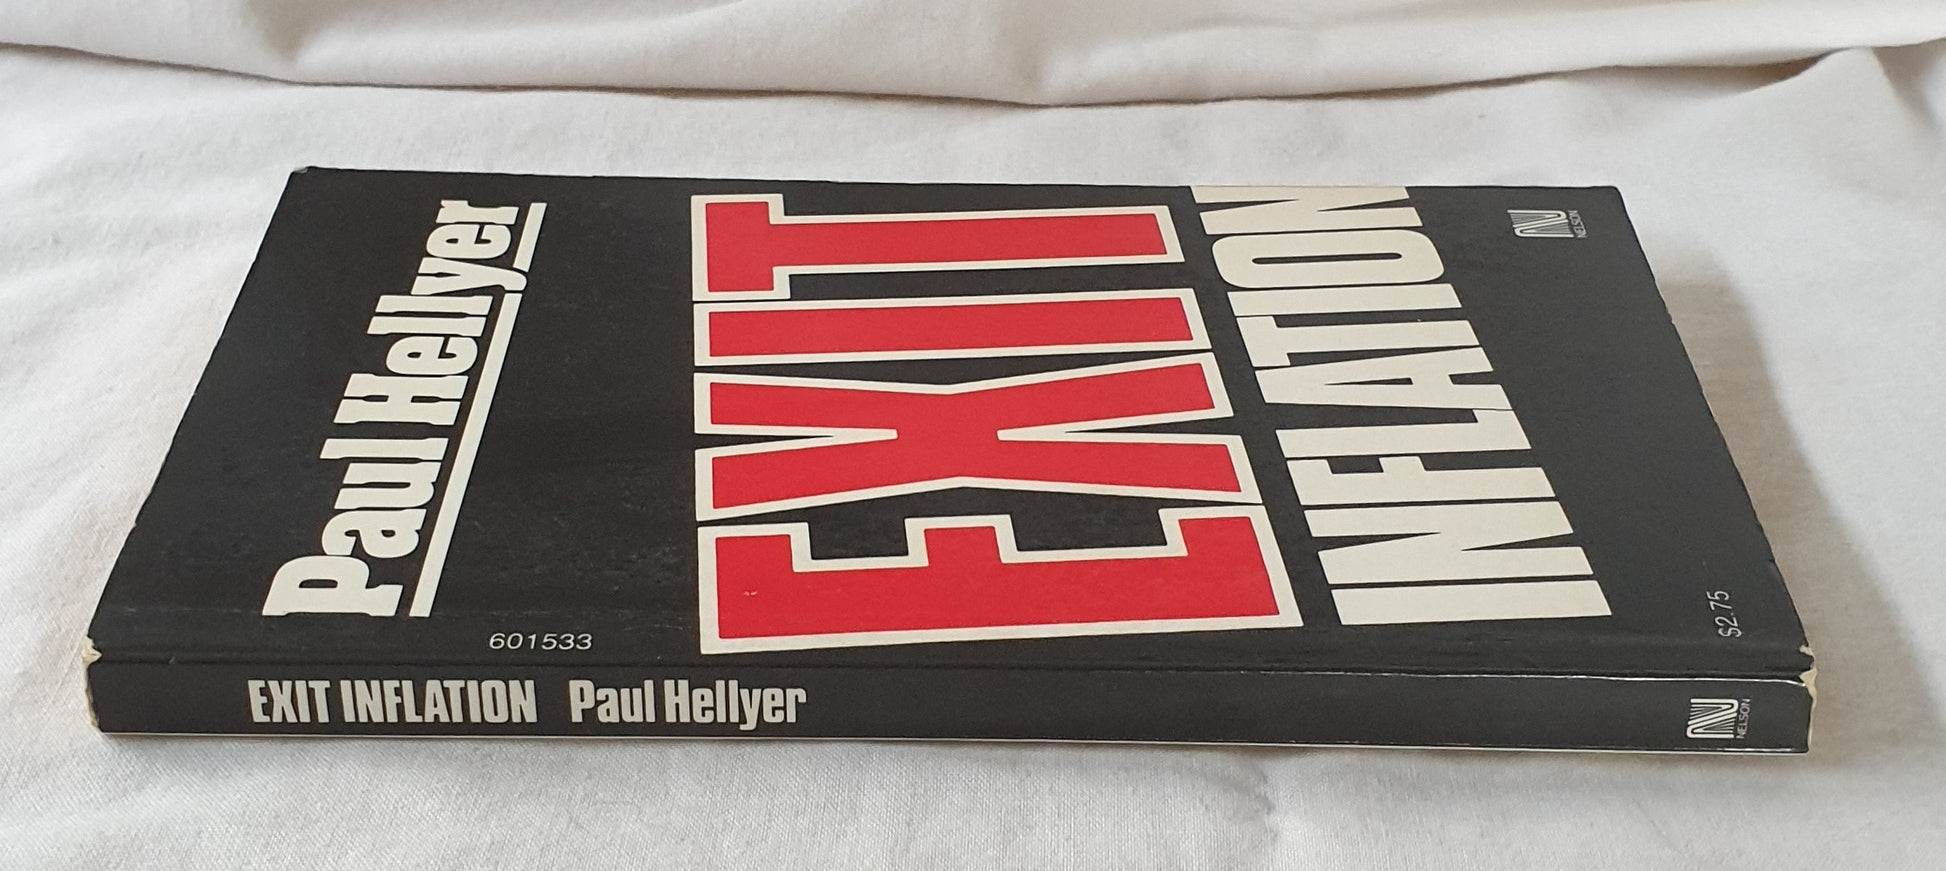 Paul Hellyer
EXIT
INFLATION
NELSON
601533
$2.75
EXIT INFLATION Paul Hellyer
NELSON